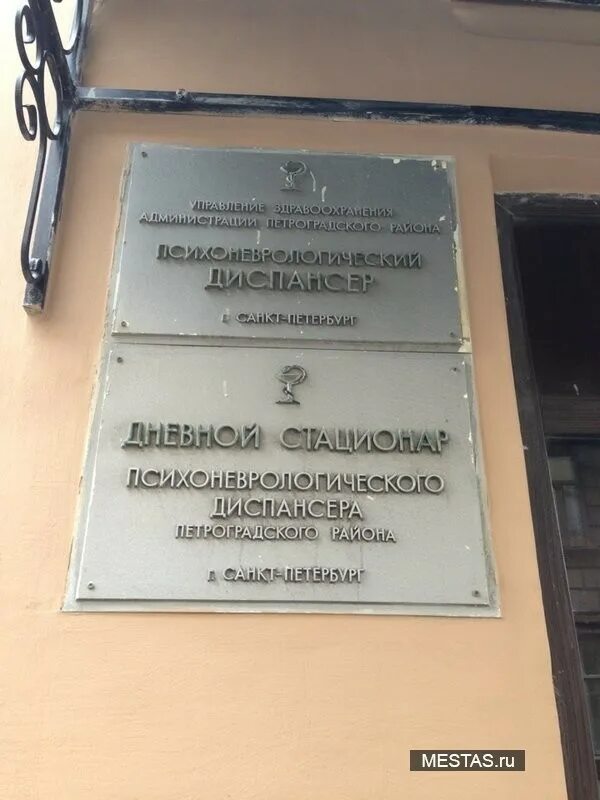 УПРАВЛЕНИЕ ЗДРАВООХРАНЕНИЯ
АДМИНИСТРАЦИИ ПЕТРОГРАДСКОГО РАЙОНА
ПСИХОНЕВРОЛОГИЧЕСКИЙ
ДИСПАНСЕР
г. САНКТ-ПЕТЕРБУРГ
ДНЕВНОЙ СТАЦИОНАР
ПСИХОНЕВРОЛОГИЧЕСКОГО
ДИСПАНСЕРА
ПЕТРОГРАДСКОГО РАЙОНА
г. САНКТ-ПЕТЕРБУРГ
MESTAS.ru